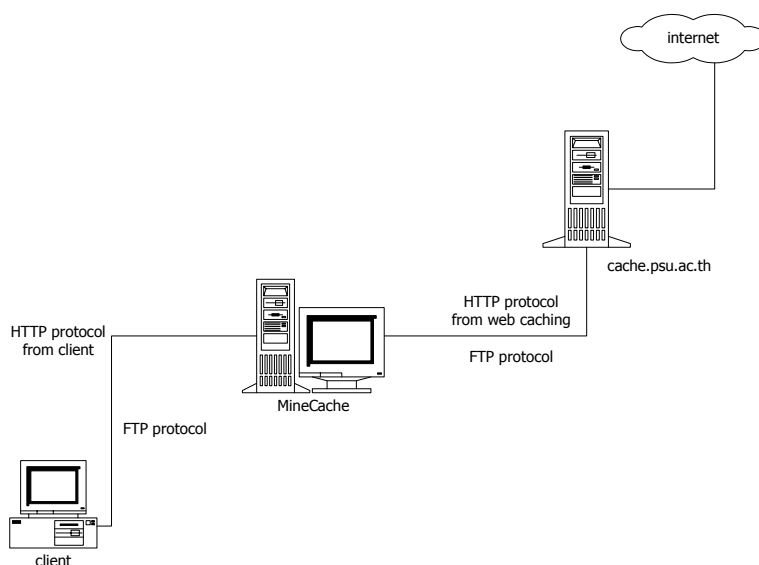 internet
cache.psu.ac.th
HTTP protocol
from web caching
FTP protocol
HTTP protocol
from client
MineCache
FTP protocol
client